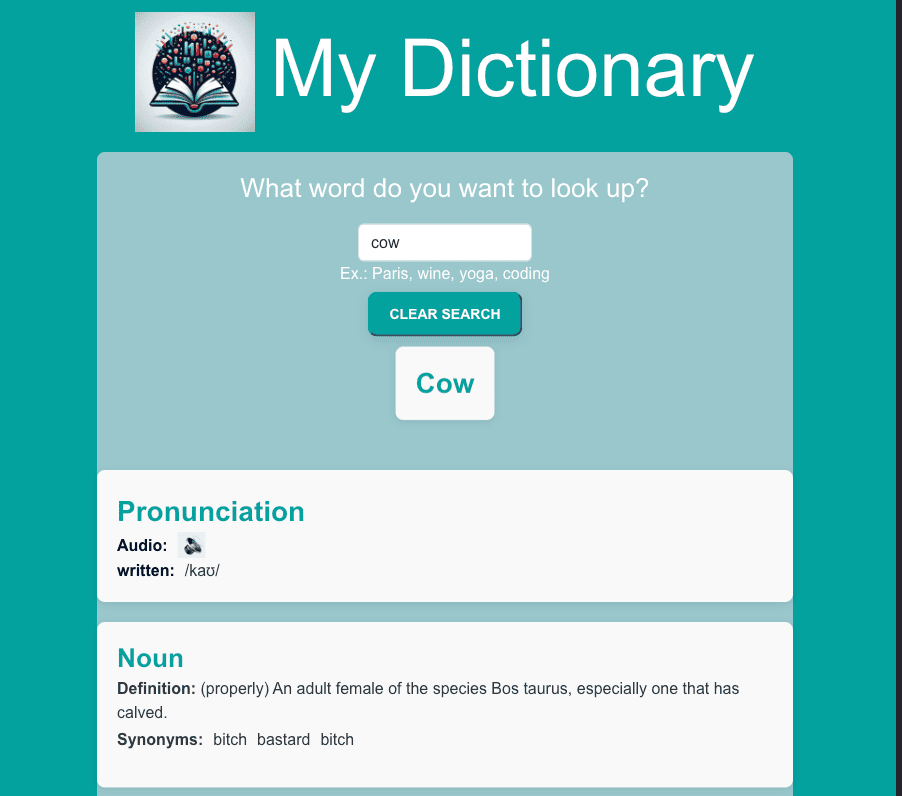 My Dictionary
What word do you want to look up?
cow
Ex.: Paris, wine, yoga, coding
CLEAR SEARCH
Cow
Pronunciation
Audio:
written: /kaʊ/
Noun
Definition: (properly) An adult female of the species Bos taurus, especially one that has
calved.
Synonyms: bitch bastard bitch